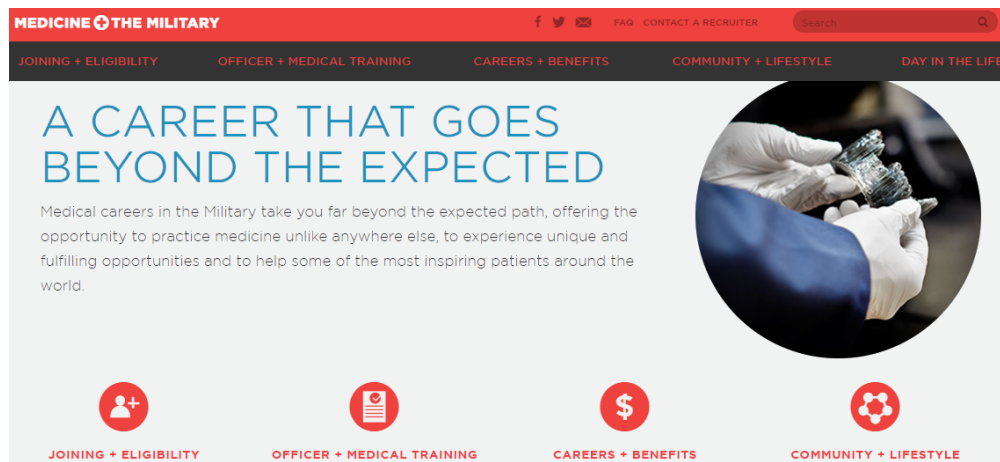 MEDICINE THE MILITARY
f FAQ CONTACT A RECRUITER Search
JOINING + ELIGIBILITY OFFICER + MEDICAL TRAINING CAREERS + BENEFITS COMMUNITY + LIFESTYLE DAY IN THE LIFE
A CAREER THAT GOES
BEYOND THE EXPECTED
Medical careers in the Military take you far beyond the expected path, offering the
opportunity to practice medicine unlike anywhere else, to experience unique and
fulfilling opportunities and to help some of the most inspiring patients around the
world.
$
JOINING + ELIGIBILITY OFFICER + MEDICAL TRAINING CAREERS + BENEFITS COMMUNITY + LIFESTYLE